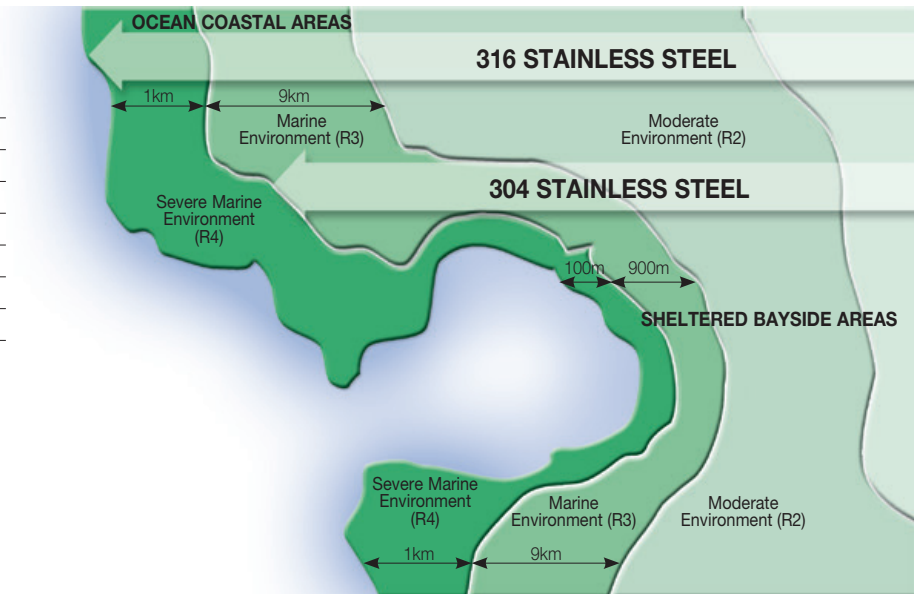 OCEAN COASTAL AREAS
316 STAINLESS STEEL
1km
9km
Marine
Environment (R3)
Moderate
Environment (R2)
304 STAINLESS STEEL
Severe Marine
Environment
(R4)
100m
900m
SHELTERED BAYSIDE AREAS
Severe Marine
Environment
(R4)
Marine
Environment (R3)
Moderate
Environment (R2)
1km
9km